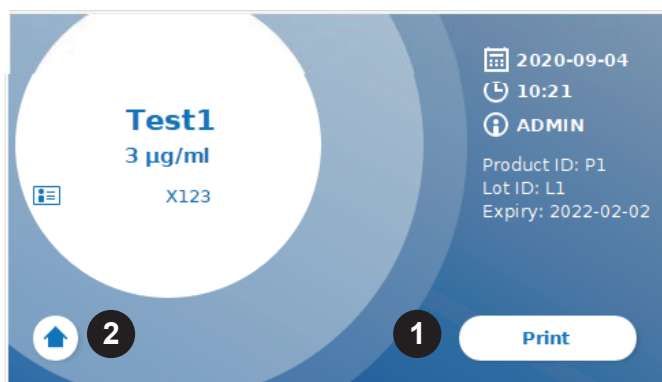 Test1
3 µg/ml
X123
2020-09-04
10:21
ADMIN
Product ID: P1
Lot ID: L1
Expiry: 2022-02-02
2
1
Print